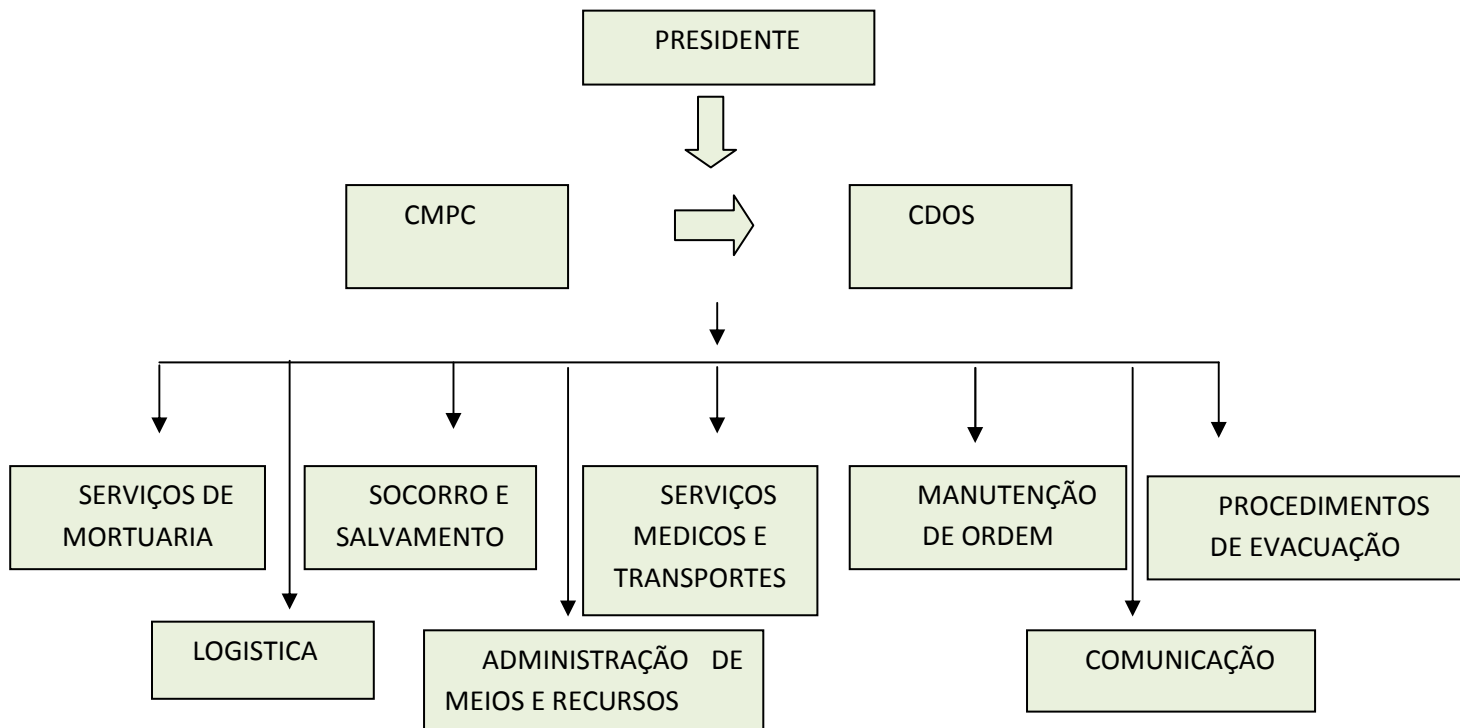 PRESIDENTE
CMPC
CDOS
SERVIÇOS DE
MORTUARIA
SOCORRO E
SALVAMENTO
SERVIÇOS
MEDICOS E
TRANSPORTES
MANUTENÇÃO
DE ORDEM
PROCEDIMENTOS
DE EVACUAÇÃO
LOGISTICA
ADMINISTRAÇÃO DE
MEIOS E RECURSOS
COMUNICAÇÃO